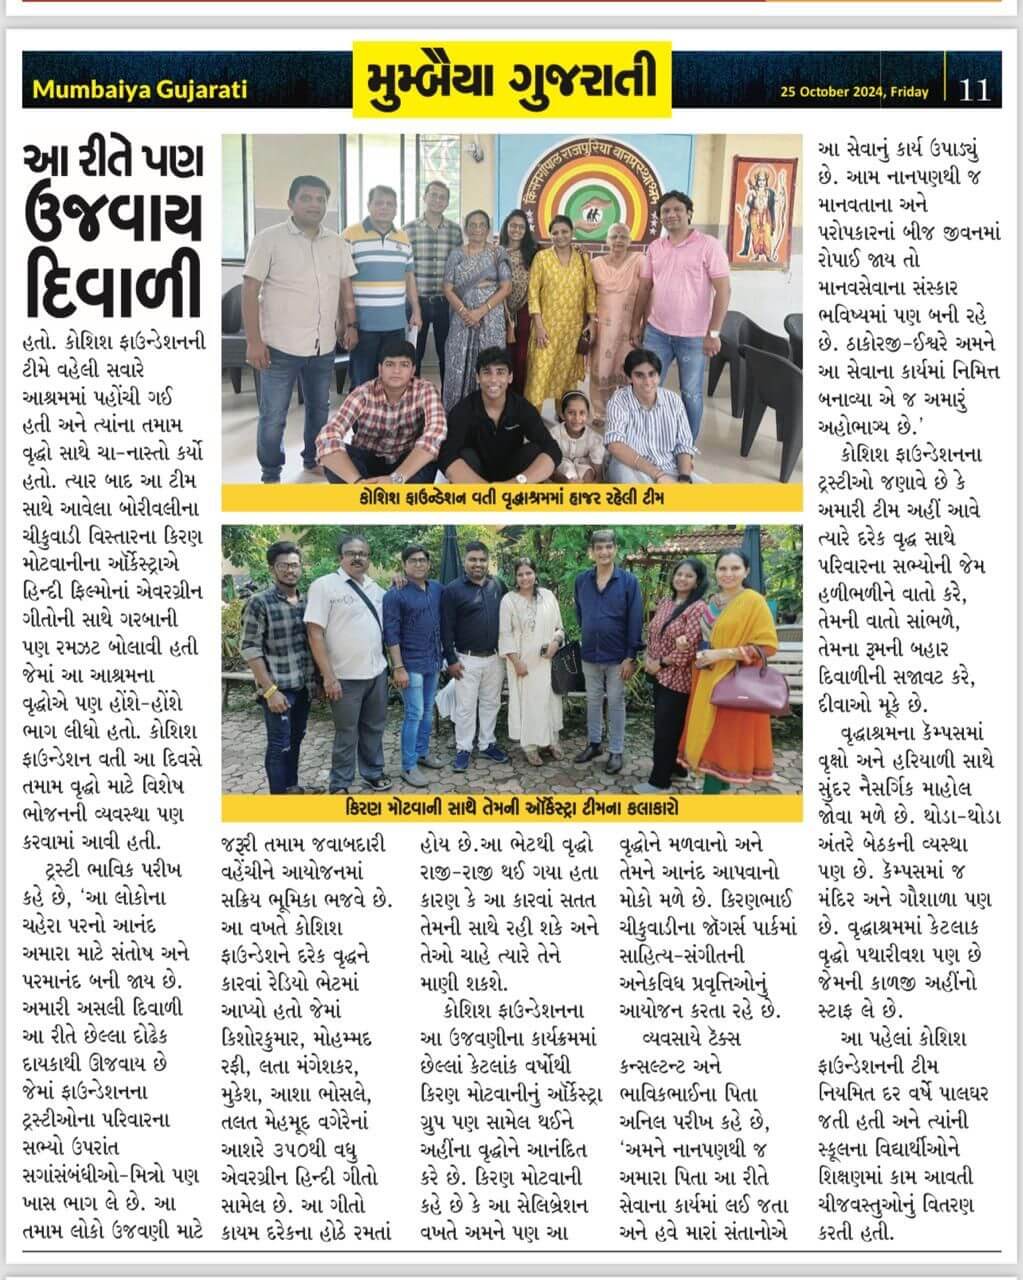 Mumbaiya Gujarati
મુમ્બૈયા ગુજરાતી
25 October 2024, Friday
11
આ રીતે પણ
ઉજવાય
દિવાળી
હતો. કોશિશ ફાઉન્ડેશનની
ટીમે વહેલી સવારે
આશ્રમમાં પહોંચી ગઈ
હતી અને ત્યાંના તમામ
વૃદ્ધો સાથે ચા-નાસ્તો કર્યો
હતો. ત્યાર બાદ આ ટીમ
સાથે આવેલા બોરીવલીના
ચીકુવાડી વિસ્તારના કિરણ
મોટવાનીના ઑર્કેસ્ટ્રાએ
હિન્દી ફિલ્મોનાં એવરગ્રીન
ગીતોની સાથે ગરબાની
પણ રમઝટ બોલાવી હતી
જેમાં આ આશ્રમના
વૃદ્ધોએ પણ હોંશે-હોંશે
ભાગ લીધો હતો. કોશિશ
ફાઉન્ડેશન વતી આ દિવસે
તમામ વૃદ્ધો માટે વિશેષ
ભોજનની વ્યવસ્થા પણ
કરવામાં આવી હતી.
ટ્રસ્ટી ભાવિક પરીખ
કહે છે, ‘આ લોકોના
ચહેરા પરનો આનંદ
અમારા માટે સંતોષ અને
પરમાનંદ બની જાય છે.
અમારી અસલી દિવાળી
આ રીતે છેલ્લા દોઢેક
દાયકાથી ઊજવાય છે
જેમાં ફાઉન્ડેશનના
ટ્રસ્ટીઓના પરિવારના
સભ્યો ઉપરાંત
સગાંસંબંધીઓ-મિત્રો પણ
ખાસ ભાગ લે છે. આ
તમામ લોકો ઉજવણી માટે
किसनगोपाल राजपुरिया वानप्रस्थाश्रम
કોશિશ ફાઉન્ડેશન વતી વૃદ્ધાશ્રમમાં હાજર રહેલી ટીમ
કિરણ મોટવાની સાથે તેમની ઑર્કેસ્ટ્રા ટીમના કલાકારો
જરૂરી તમામ જવાબદારી
વહેંચીને આયોજનમાં
સક્રિય ભૂમિકા ભજવે છે.
આ વખતે કોશિશ
ફાઉન્ડેશને દરેક વૃદ્ધને
કારવાં રેડિયો ભેટમાં
આપ્યો હતો જેમાં
કિશોરકુમાર, મોહમ્મદ
રફી, લતા મંગેશકર,
મુકેશ, આશા ભોસલે,
તલત મેહમૂદ વગેરેનાં
આશરે ૩૫૦થી વધુ
એવરગ્રીન હિન્દી ગીતો
સામેલ છે. આ ગીતો
કાયમ દરેકના હોઠે રમતાં
હોય છે.આ ભેટથી વૃદ્ધો
રાજી-રાજી થઈ ગયા હતા
કારણ કે આ કારવાં સતત
તેમની સાથે રહી શકે અને
તેઓ ચાહે ત્યારે તેને
માણી શકશે.
કોશિશ ફાઉન્ડેશનના
આ ઉજવણીના કાર્યક્રમમાં
છેલ્લાં કેટલાંક વર્ષોથી
કિરણ મોટવાનીનું ઑર્કેસ્ટ્રા
ગ્રુપ પણ સામેલ થઈને
અહીંના વૃદ્ધોને આનંદિત
કરે છે. કિરણ મોટવાની
કહે છે કે આ સેલિબ્રેશન
વખતે અમને પણ આ
વૃદ્ધોને મળવાનો અને
તેમને આનંદ આપવાનો
મોકો મળે છે. કિરણભાઈ
ચીકુવાડીના જૉગર્સ પાર્કમાં
સાહિત્ય-સંગીતની
અનેકવિધ પ્રવૃત્તિઓનું
આયોજન કરતા રહે છે.
વ્યવસાયે ટૅક્સ
કન્સલ્ટન્ટ અને
ભાવિકભાઈના પિતા
અનિલ પરીખ કહે છે,
‘અમને નાનપણથી જ
અમારા પિતા આ રીતે
સેવાના કાર્યમાં લઈ જતા
અને હવે મારાં સંતાનોએ
આ સેવાનું કાર્ય ઉપાડ્યું
છે. આમ નાનપણથી જ
માનવતાના અને
પરોપકારનાં બીજ જીવનમાં
રોપાઈ જાય તો
માનવસેવાના સંસ્કાર
ભવિષ્યમાં પણ બની રહે
છે. ઠાકોરજી-ઈશ્વરે અમને
આ સેવાના કાર્યમાં નિમિત્ત
બનાવ્યા એ જ અમારું
અહોભાગ્ય છે.’
કોશિશ ફાઉન્ડેશનના
ટ્રસ્ટીઓ જણાવે છે કે
અમારી ટીમ અહીં આવે
ત્યારે દરેક વૃદ્ધ સાથે
પરિવારના સભ્યોની જેમ
હળીભળીને વાતો કરે,
તેમની વાતો સાંભળે,
તેમના રૂમની બહાર
દિવાળીની સજાવટ કરે,
દીવાઓ મૂકે છે.
વૃદ્ધાશ્રમના કૅમ્પસમાં
વૃક્ષો અને હરિયાળી સાથે
સુંદર નૈસર્ગિક માહોલ
જોવા મળે છે. થોડા-થોડા
અંતરે બેઠકની વ્યસ્થા
પણ છે. કૅમ્પસમાં જ
મંદિર અને ગૌશાળા પણ
છે. વૃદ્ધાશ્રમમાં કેટલાક
વૃદ્ધો પથારીવશ પણ છે
જેમની કાળજી અહીંનો
સ્ટાફ લે છે.
આ પહેલાં કોશિશ
ફાઉન્ડેશનની ટીમ
નિયમિત દર વર્ષે પાલઘર
જતી હતી અને ત્યાંની
સ્કૂલના વિદ્યાર્થીઓને
શિક્ષણમાં કામ આવતી
ચીજવસ્તુઓનું વિતરણ
કરતી હતી.